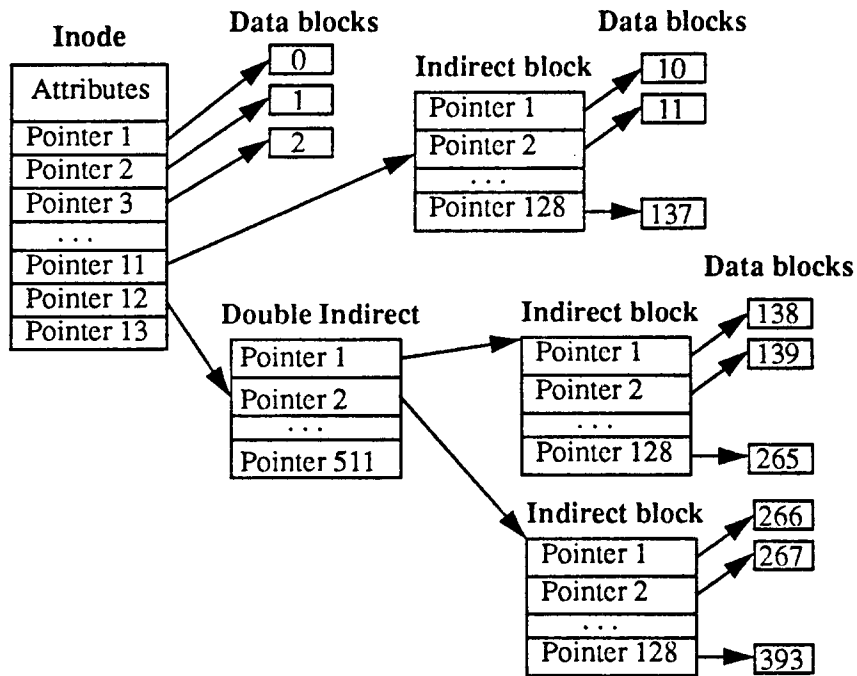 Inode
Attributes
Pointer 1
Pointer 2
Pointer 3
. . .
Pointer 11
Pointer 12
Pointer 13
Data blocks
0
1
2
Indirect block
Pointer 1
Pointer 2
. . .
Pointer 128
Data blocks
10
11
137
Double Indirect
Pointer 1
Pointer 2
. . .
Pointer 511
Indirect block
Pointer 1
Pointer 2
. . .
Pointer 128
Data blocks
138
139
265
Indirect block
Pointer 1
Pointer 2
. . .
Pointer 128
266
267
393